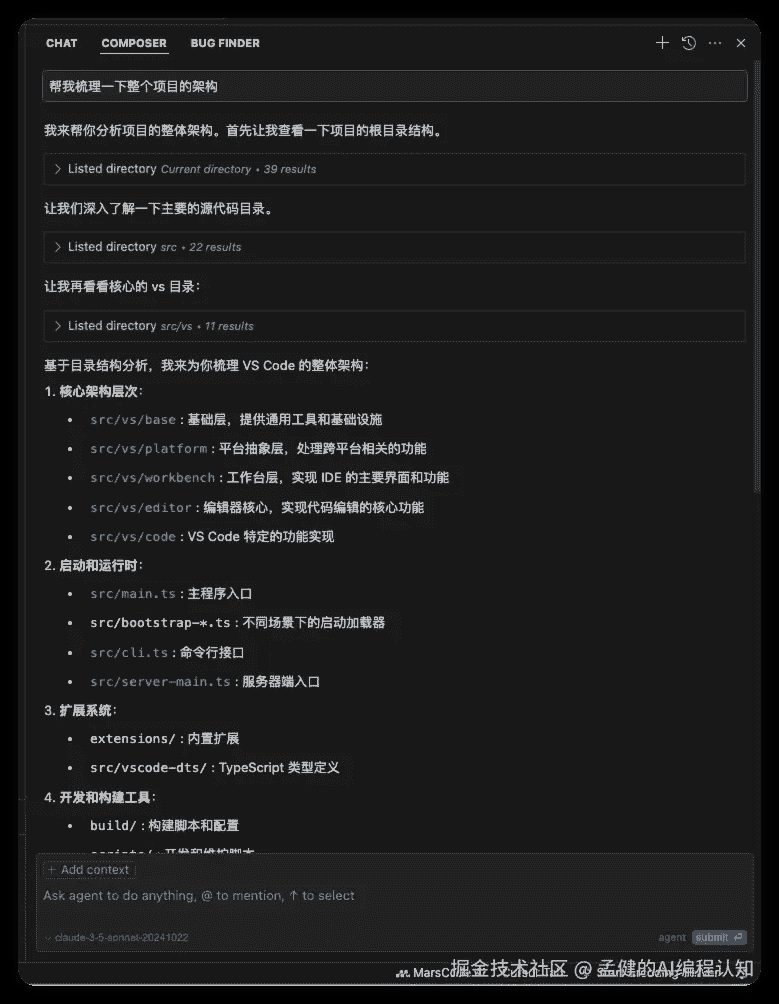 CHAT COMPOSER BUG FINDER
帮我梳理一下整个项目的架构
我来帮你分析项目的整体架构。首先让我查看一下项目的根目录结构。
Listed directory Current directory • 39 results
让我们深入了解一下主要的源代码目录。
Listed directory src • 22 results
让我再看看核心的 vs 目录：
Listed directory src/vs • 11 results
基于目录结构分析，我来为你梳理 VS Code 的整体架构：
1. 核心架构层次：
• src/vs/base：基础层，提供通用工具和基础设施
• src/vs/platform：平台抽象层，处理跨平台相关的功能
• src/vs/workbench：工作台层，实现 IDE 的主要界面和功能
• src/vs/editor：编辑器核心，实现代码编辑的核心功能
• src/vs/code：VS Code 特定的功能实现
2. 启动和运行时：
• src/main.ts：主程序入口
• src/bootstrap-*.ts：不同场景下的启动加载器
• src/cli.ts：命令行接口
• src/server-main.ts：服务器端入口
3. 扩展系统：
• extensions/：内置扩展
• src/vscode-dts/：TypeScript 类型定义
4. 开发和构建工具：
• build/：构建脚本和配置
• scripts/：开发和维护脚本
+ Add context
Ask agent to do anything, @ to mention, ↑ to select
claude-3-5-sonnet-20241022
agent submit
MarsCode
掘金技术社区 @ 孟健的AI编程认知